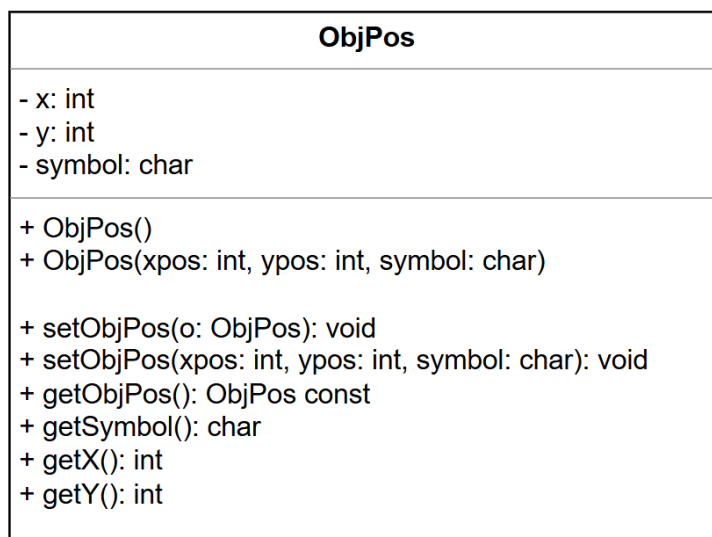 ObjPos
- x: int
- y: int
- symbol: char
+ ObjPos()
+ ObjPos(xpos: int, ypos: int, symbol: char)
+ setObjPos(o: ObjPos): void
+ setObjPos(xpos: int, ypos: int, symbol: char): void
+ getObjPos(): ObjPos const
+ getSymbol(): char
+ getX(): int
+ getY(): int